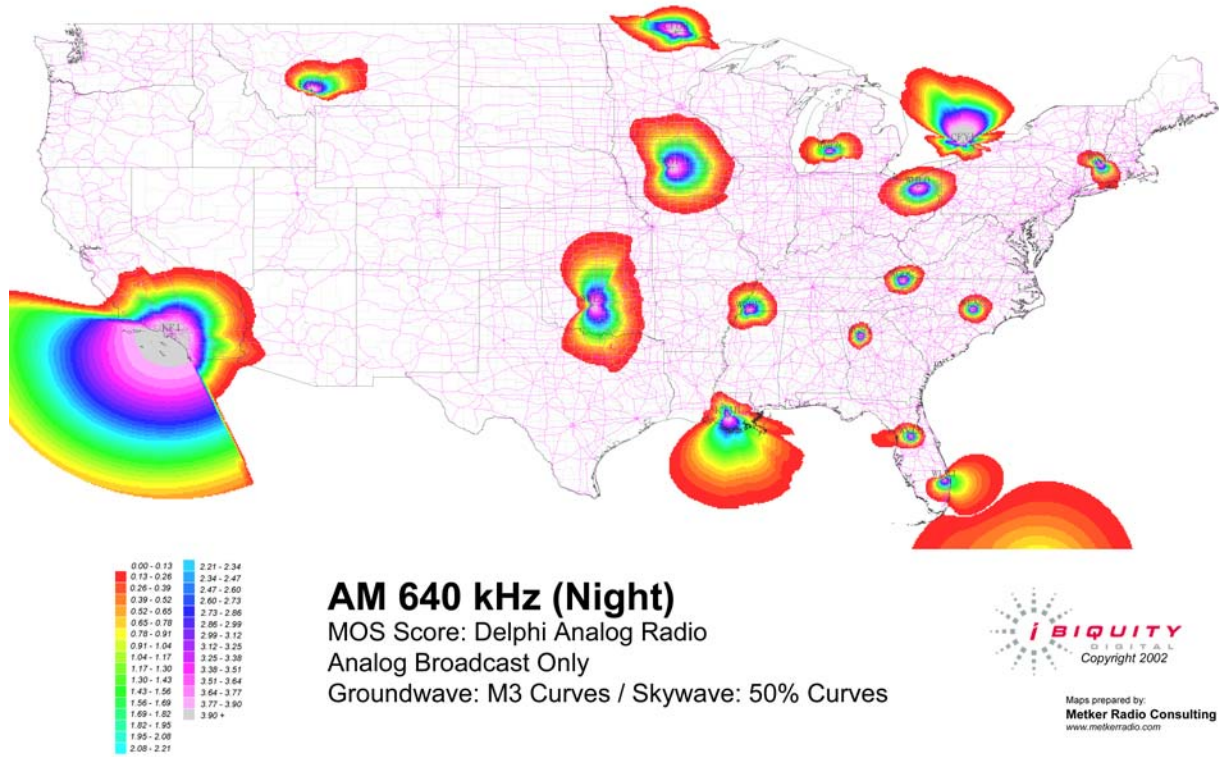 KFI
AM 640 kHz (Night)
MOS Score: Delphi Analog Radio
Analog Broadcast Only
Groundwave: M3 Curves / Skywave: 50% Curves
0.00 - 0.13
0.13 - 0.26
0.26 - 0.39
0.39 - 0.52
0.52 - 0.65
0.65 - 0.78
0.78 - 0.91
0.91 - 1.04
1.04 - 1.17
1.17 - 1.30
1.30 - 1.43
1.43 - 1.56
1.56 - 1.69
1.69 - 1.82
1.82 - 1.95
1.95 - 2.08
2.08 - 2.21
2.21 - 2.34
2.34 - 2.47
2.47 - 2.60
2.60 - 2.73
2.73 - 2.86
2.86 - 2.99
2.99 - 3.12
3.12 - 3.25
3.25 - 3.38
3.38 - 3.51
3.51 - 3.64
3.64 - 3.77
3.77 - 3.90
3.90 +
iBIQUITY
DIGITAL
Copyright 2002
Maps prepared by:
Metker Radio Consulting
www.metkerradio.com